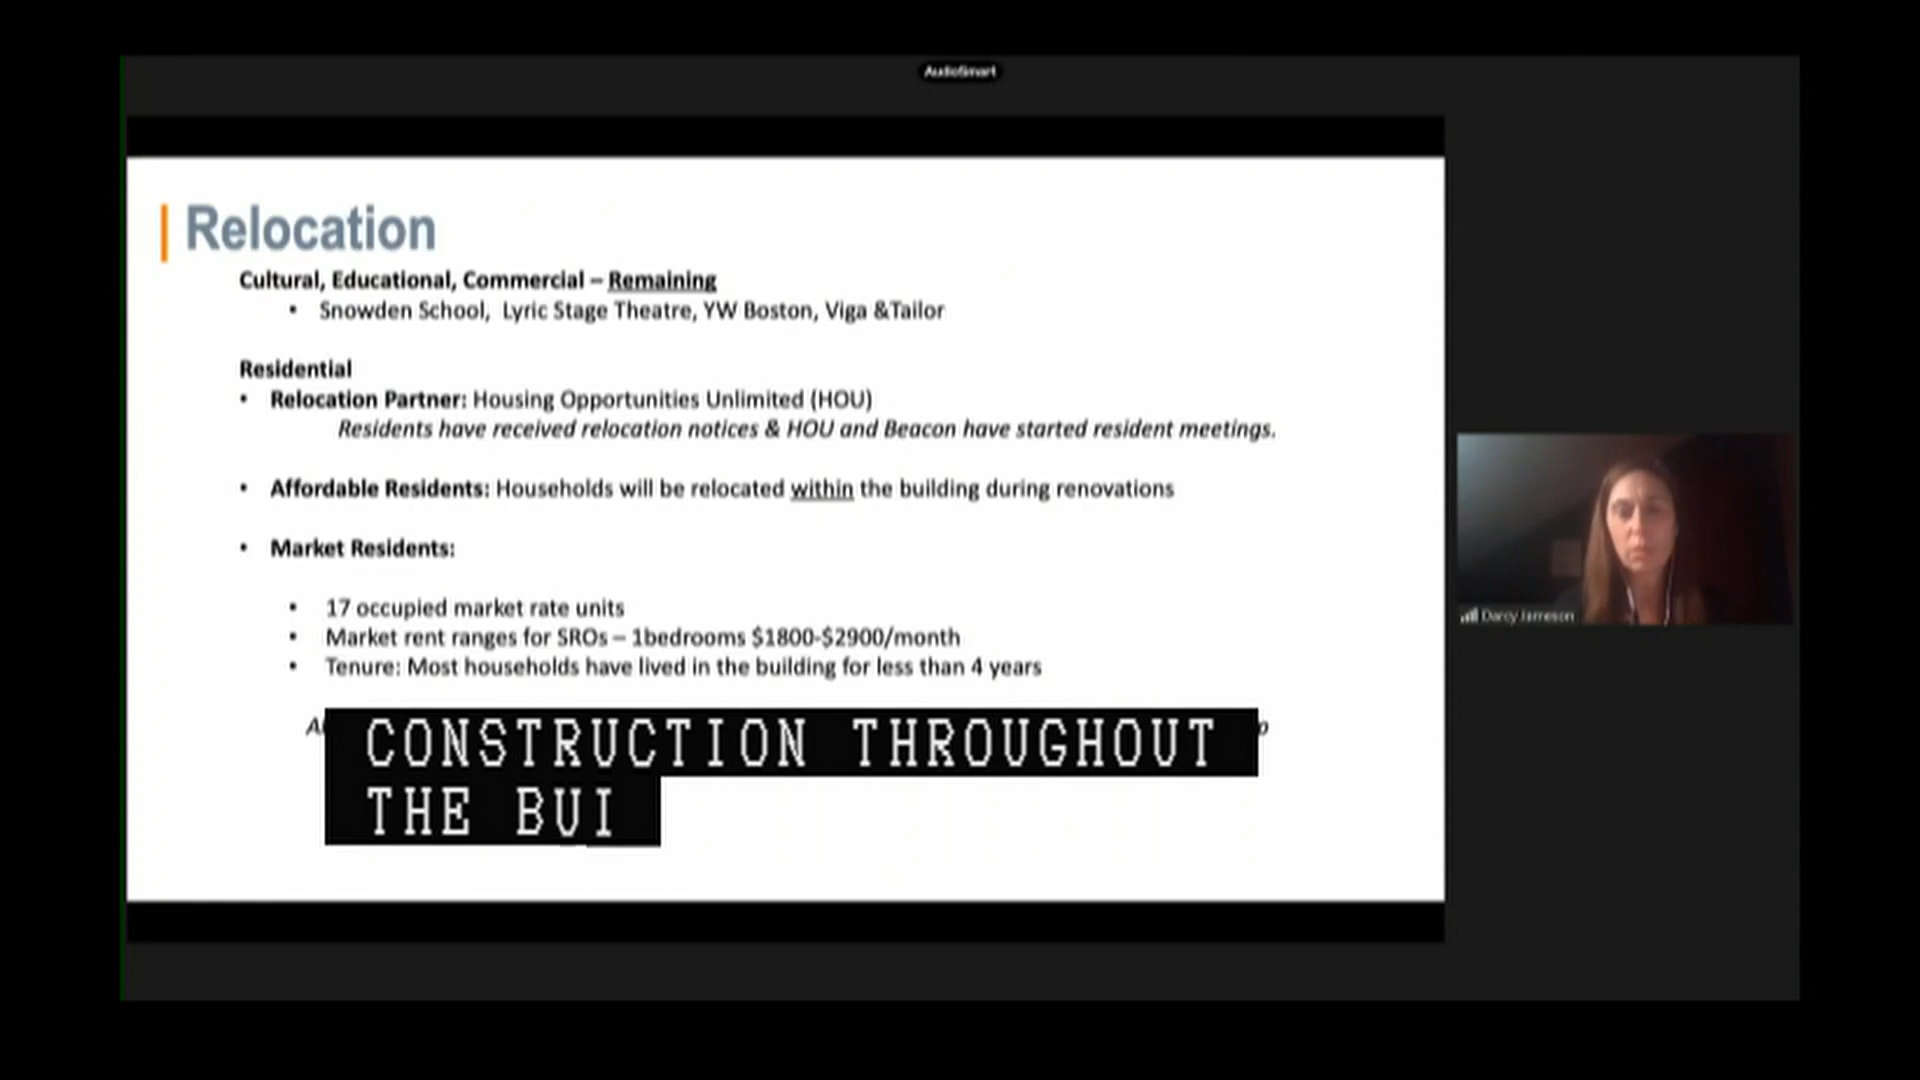 AudioSmart
Relocation
Cultural, Educational, Commercial – Remaining
• Snowden School, Lyric Stage Theatre, YW Boston, Viga &Tailor
Residential
• Relocation Partner: Housing Opportunities Unlimited (HOU)
Residents have received relocation notices & HOU and Beacon have started resident meetings.
• Affordable Residents: Households will be relocated within the building during renovations
• Market Residents:
• 17 occupied market rate units
• Market rent ranges for SROs – 1bedrooms $1800-$2900/month
• Tenure: Most households have lived in the building for less than 4 years
CONSTRUCTION THROUGHOUT
THE BUI
Darcy Jameson